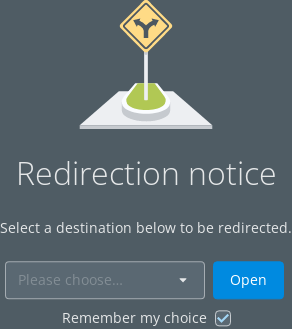 Redirection notice
Select a destination below to be redirected.
Please choose...
Open
Remember my choice